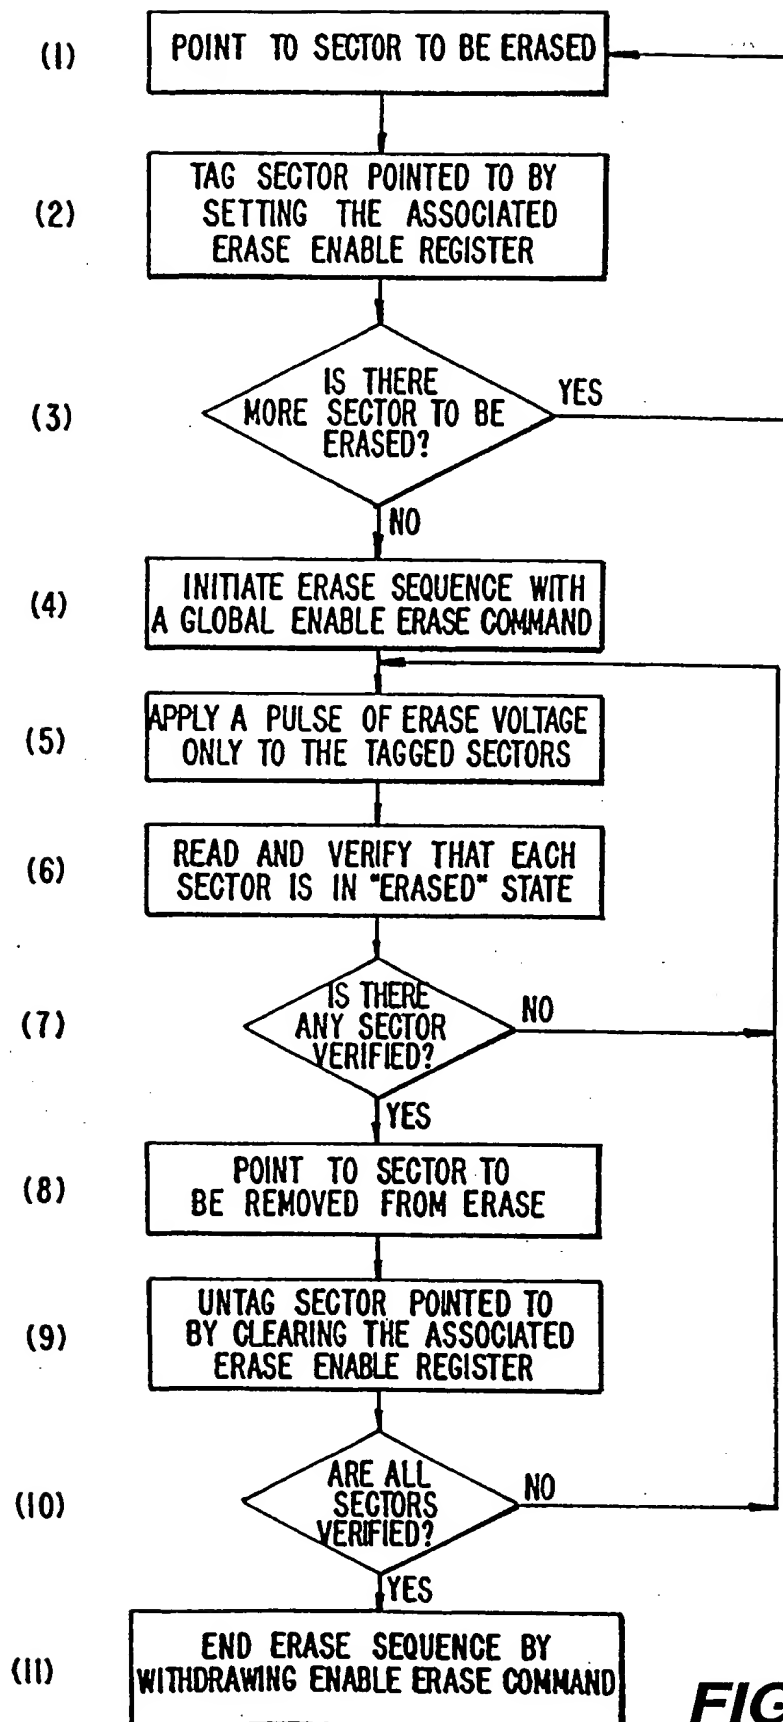 (1)
POINT TO SECTOR TO BE ERASED
(2)
TAG SECTOR POINTED TO BY
SETTING THE ASSOCIATED
ERASE ENABLE REGISTER
(3)
IS THERE
MORE SECTOR TO BE
ERASED?
YES
NO
(4)
INITIATE ERASE SEQUENCE WITH
A GLOBAL ENABLE ERASE COMMAND
(5)
APPLY A PULSE OF ERASE VOLTAGE
ONLY TO THE TAGGED SECTORS
(6)
READ AND VERIFY THAT EACH
SECTOR IS IN "ERASED" STATE
(7)
IS THERE
ANY SECTOR
VERIFIED?
NO
YES
(8)
POINT TO SECTOR TO
BE REMOVED FROM ERASE
(9)
UNTAG SECTOR POINTED TO
BY CLEARING THE ASSOCIATED
ERASE ENABLE REGISTER
(10)
ARE ALL
SECTORS
VERIFIED?
NO
YES
(11)
END ERASE SEQUENCE BY
WITHDRAWING ENABLE ERASE COMMAND
FIG